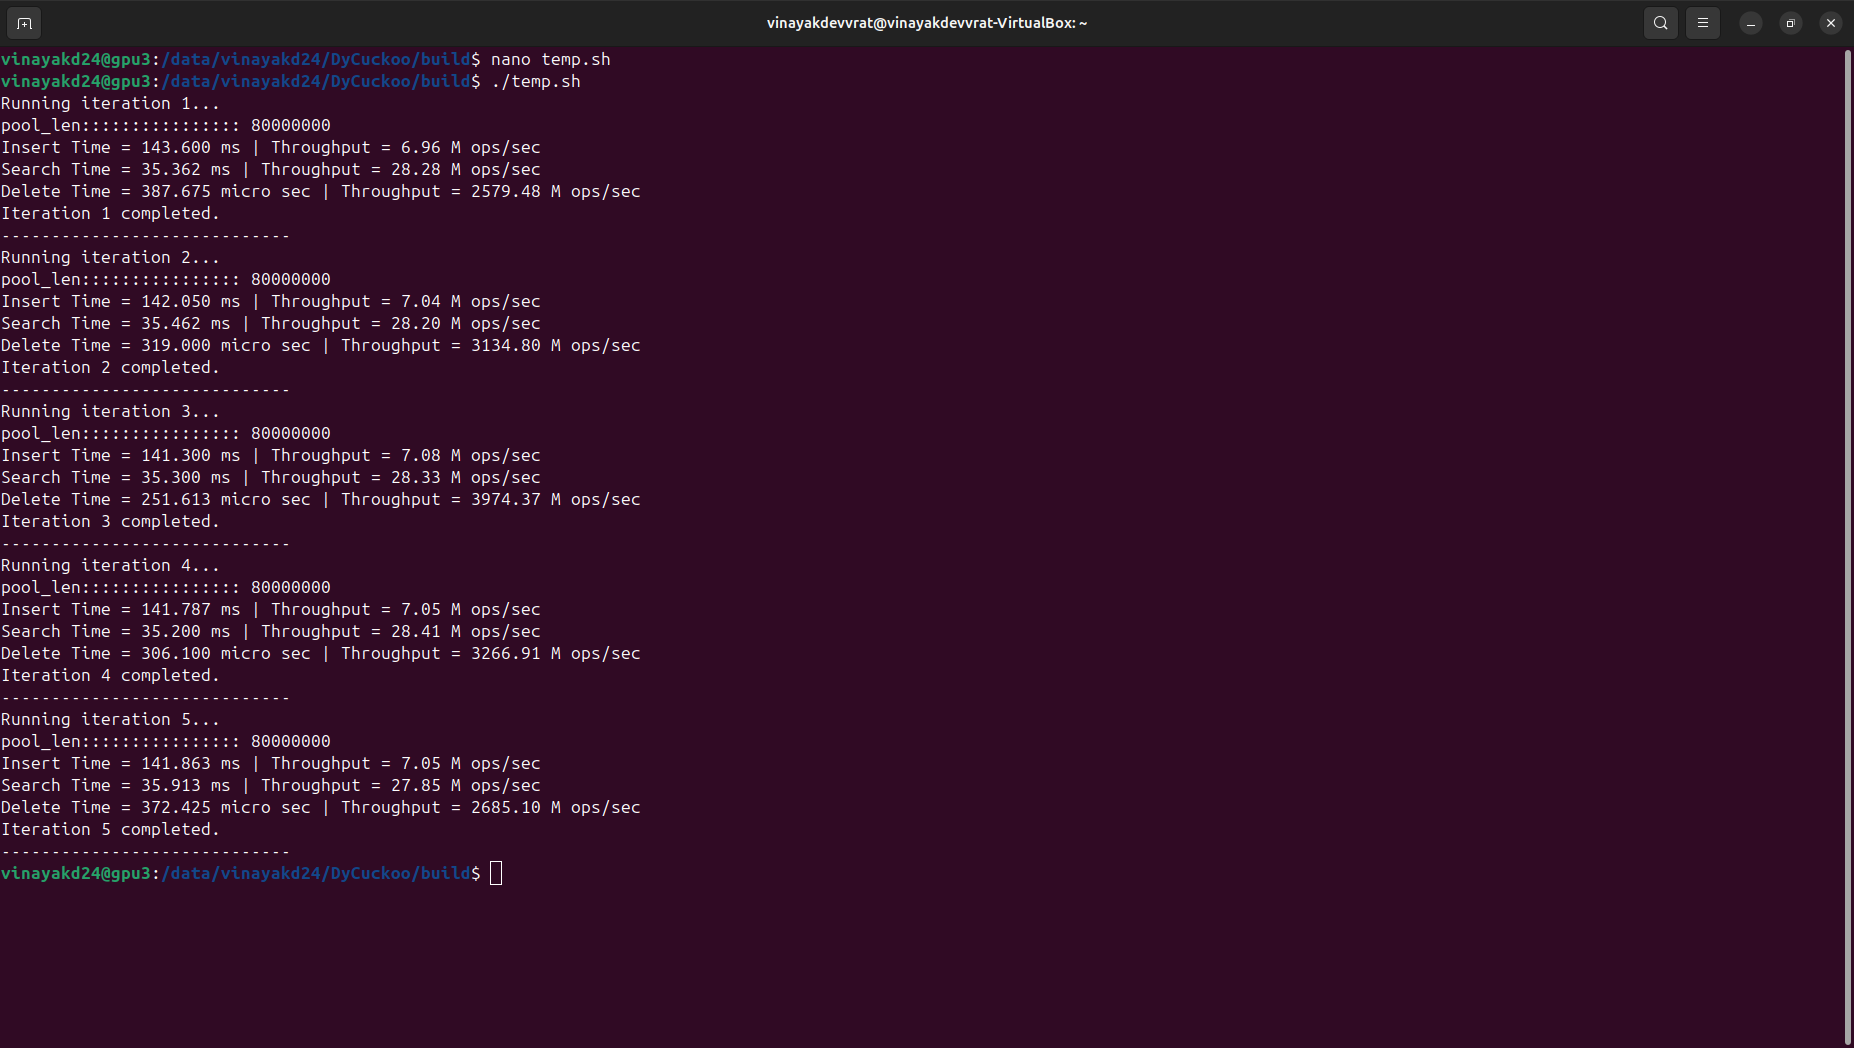 vinayakdevvrat@vinayakdevvrat-VirtualBox: ~
vinayakd24@gpu3:/data/vinayakd24/DyCuckoo/build$ nano temp.sh
vinayakd24@gpu3:/data/vinayakd24/DyCuckoo/build$ ./temp.sh
Running iteration 1...
pool_len:::::::::::::::: 80000000
Insert Time = 143.600 ms | Throughput = 6.96 M ops/sec
Search Time = 35.362 ms | Throughput = 28.28 M ops/sec
Delete Time = 387.675 micro sec | Throughput = 2579.48 M ops/sec
Iteration 1 completed.
-----------------------------
Running iteration 2...
pool_len:::::::::::::::: 80000000
Insert Time = 142.050 ms | Throughput = 7.04 M ops/sec
Search Time = 35.462 ms | Throughput = 28.20 M ops/sec
Delete Time = 319.000 micro sec | Throughput = 3134.80 M ops/sec
Iteration 2 completed.
-----------------------------
Running iteration 3...
pool_len:::::::::::::::: 80000000
Insert Time = 141.300 ms | Throughput = 7.08 M ops/sec
Search Time = 35.300 ms | Throughput = 28.33 M ops/sec
Delete Time = 251.613 micro sec | Throughput = 3974.37 M ops/sec
Iteration 3 completed.
-----------------------------
Running iteration 4...
pool_len:::::::::::::::: 80000000
Insert Time = 141.787 ms | Throughput = 7.05 M ops/sec
Search Time = 35.200 ms | Throughput = 28.41 M ops/sec
Delete Time = 306.100 micro sec | Throughput = 3266.91 M ops/sec
Iteration 4 completed.
-----------------------------
Running iteration 5...
pool_len:::::::::::::::: 80000000
Insert Time = 141.863 ms | Throughput = 7.05 M ops/sec
Search Time = 35.913 ms | Throughput = 27.85 M ops/sec
Delete Time = 372.425 micro sec | Throughput = 2685.10 M ops/sec
Iteration 5 completed.
-----------------------------
vinayakd24@gpu3:/data/vinayakd24/DyCuckoo/build$